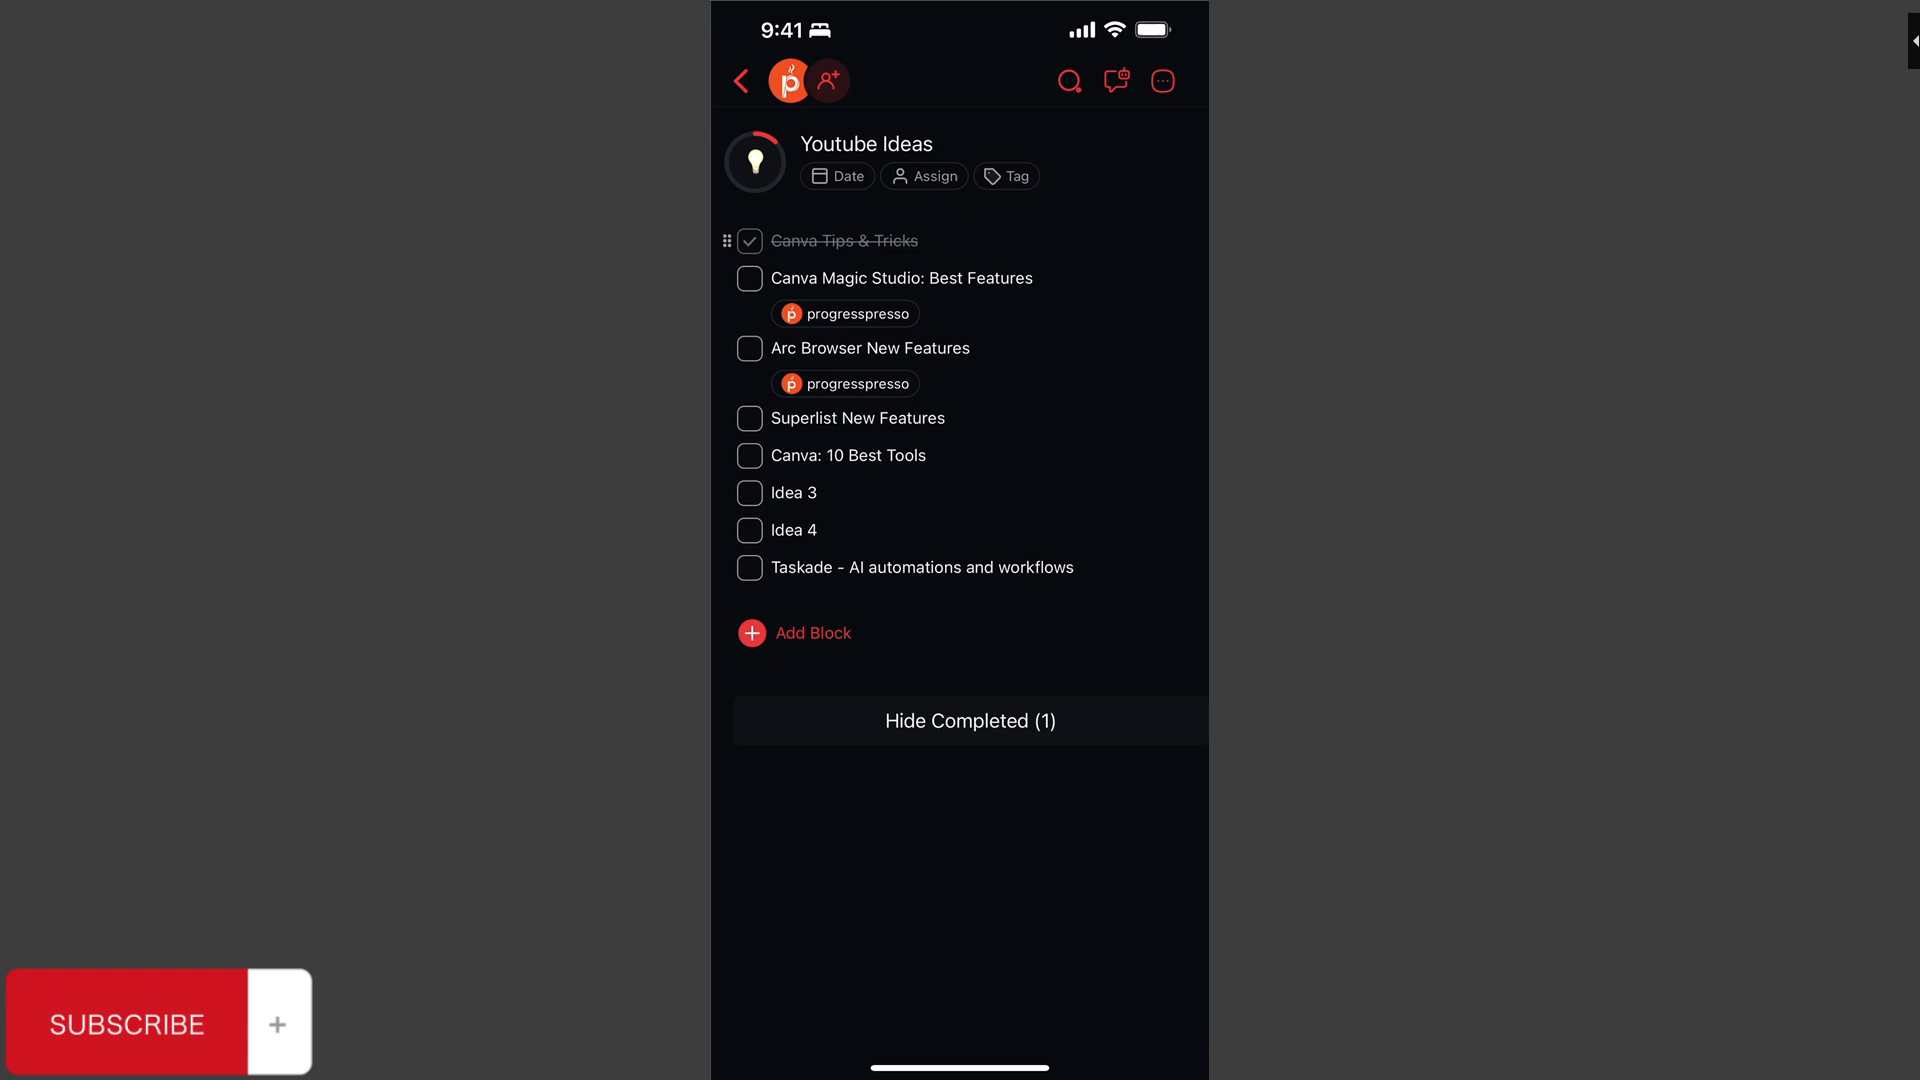 9:41
Youtube Ideas
Date Assign Tag
Canva Tips & Tricks
Canva Magic Studio: Best Features
progresspresso
Arc Browser New Features
progresspresso
Superlist New Features
Canva: 10 Best Tools
Idea 3
Idea 4
Taskade - AI automations and workflows
Add Block
Hide Completed (1)
SUBSCRIBE +